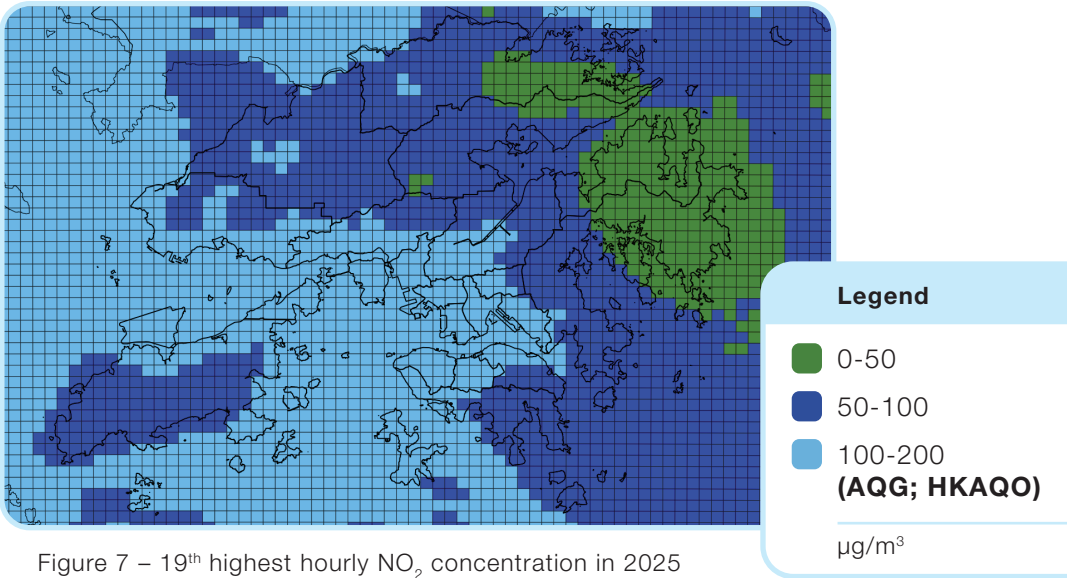 Legend
0-50
50-100
100-200
(AQG; HKAQO)
µg/m³
Figure 7 – 19th highest hourly NO₂ concentration in 2025